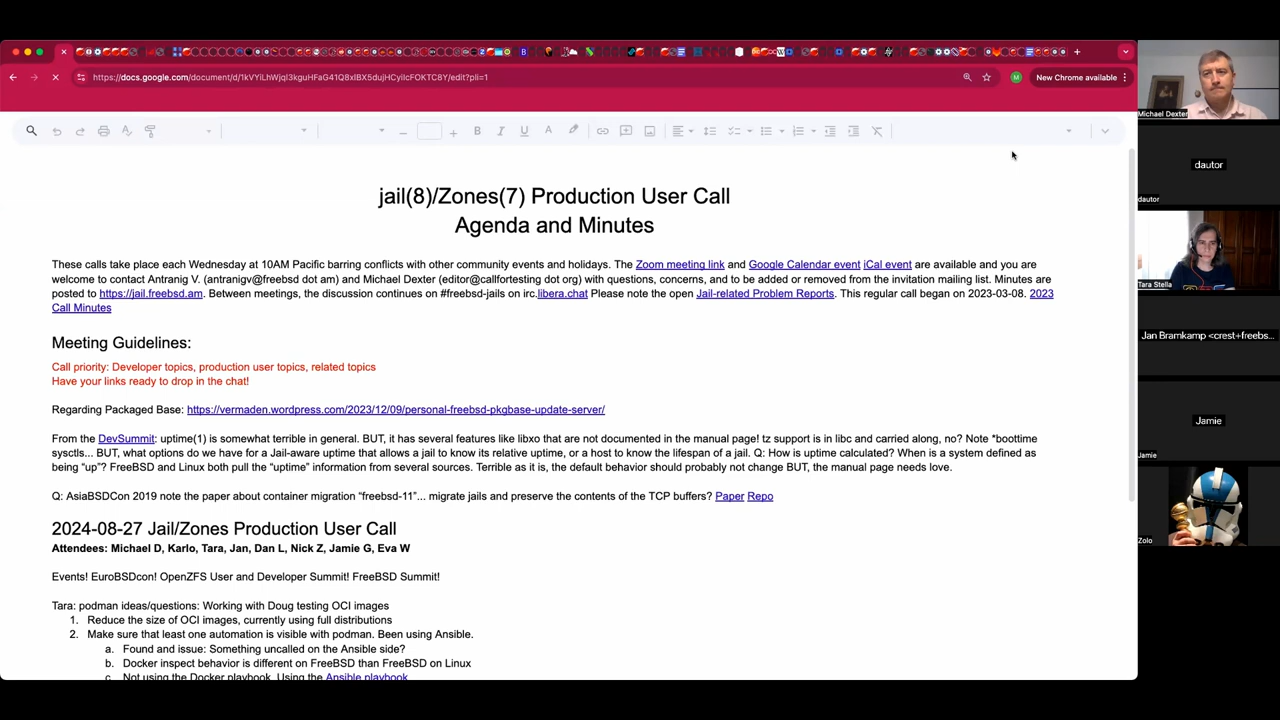 https://docs.google.com/document/d/1kVYiLhWjqI3kguHFaG41Q8xIBX5dujHCyiIcFOKTC8Y/edit?pli=1
New Chrome available
jail(8)/Zones(7) Production User Call
Agenda and Minutes
These calls take place each Wednesday at 10AM Pacific barring conflicts with other community events and holidays. The Zoom meeting link and Google Calendar event iCal event are available and you are
welcome to contact Antranig V. (antranigv@freebsd dot am) and Michael Dexter (editor@callfortesting dot org) with questions, concerns, and to be added or removed from the invitation mailing list. Minutes are
posted to https://jail.freebsd.am. Between meetings, the discussion continues on #freebsd-jails on irc.libera.chat Please note the open Jail-related Problem Reports. This regular call began on 2023-03-08. 2023
Call Minutes
Meeting Guidelines:
Call priority: Developer topics, production user topics, related topics
Have your links ready to drop in the chat!
Regarding Packaged Base: https://vermaden.wordpress.com/2023/12/09/personal-freebsd-pkgbase-update-server/
From the DevSummit: uptime(1) is somewhat terrible in general. BUT, it has several features like libxo that are not documented in the manual page! tz support is in libc and carried along, no? Note *boottime
sysctls... BUT, what options do we have for a Jail-aware uptime that allows a jail to know its relative uptime, or a host to know the lifespan of a jail. Q: How is uptime calculated? When is a system defined as
being “up”? FreeBSD and Linux both pull the “uptime” information from several sources. Terrible as it is, the default behavior should probably not change BUT, the manual page needs love.
Q: AsiaBSDCon 2019 note the paper about container migration “freebsd-11”... migrate jails and preserve the contents of the TCP buffers? Paper Repo
2024-08-27 Jail/Zones Production User Call
Attendees: Michael D, Karlo, Tara, Jan, Dan L, Nick Z, Jamie G, Eva W
Events! EuroBSDcon! OpenZFS User and Developer Summit! FreeBSD Summit!
Tara: podman ideas/questions: Working with Doug testing OCI images
1. Reduce the size of OCI images, currently using full distributions
2. Make sure that least one automation is visible with podman. Been using Ansible.
a. Found and issue: Something uncalled on the Ansible side?
b. Docker inspect behavior is different on FreeBSD than FreeBSD on Linux
c. Not using the Docker playbook. Using the Ansible playbook
Michael Dexter
dautor
dautor
Tara Stella
Jan Bramkamp <crest+freebs...
Jamie
Jamie
Zolo